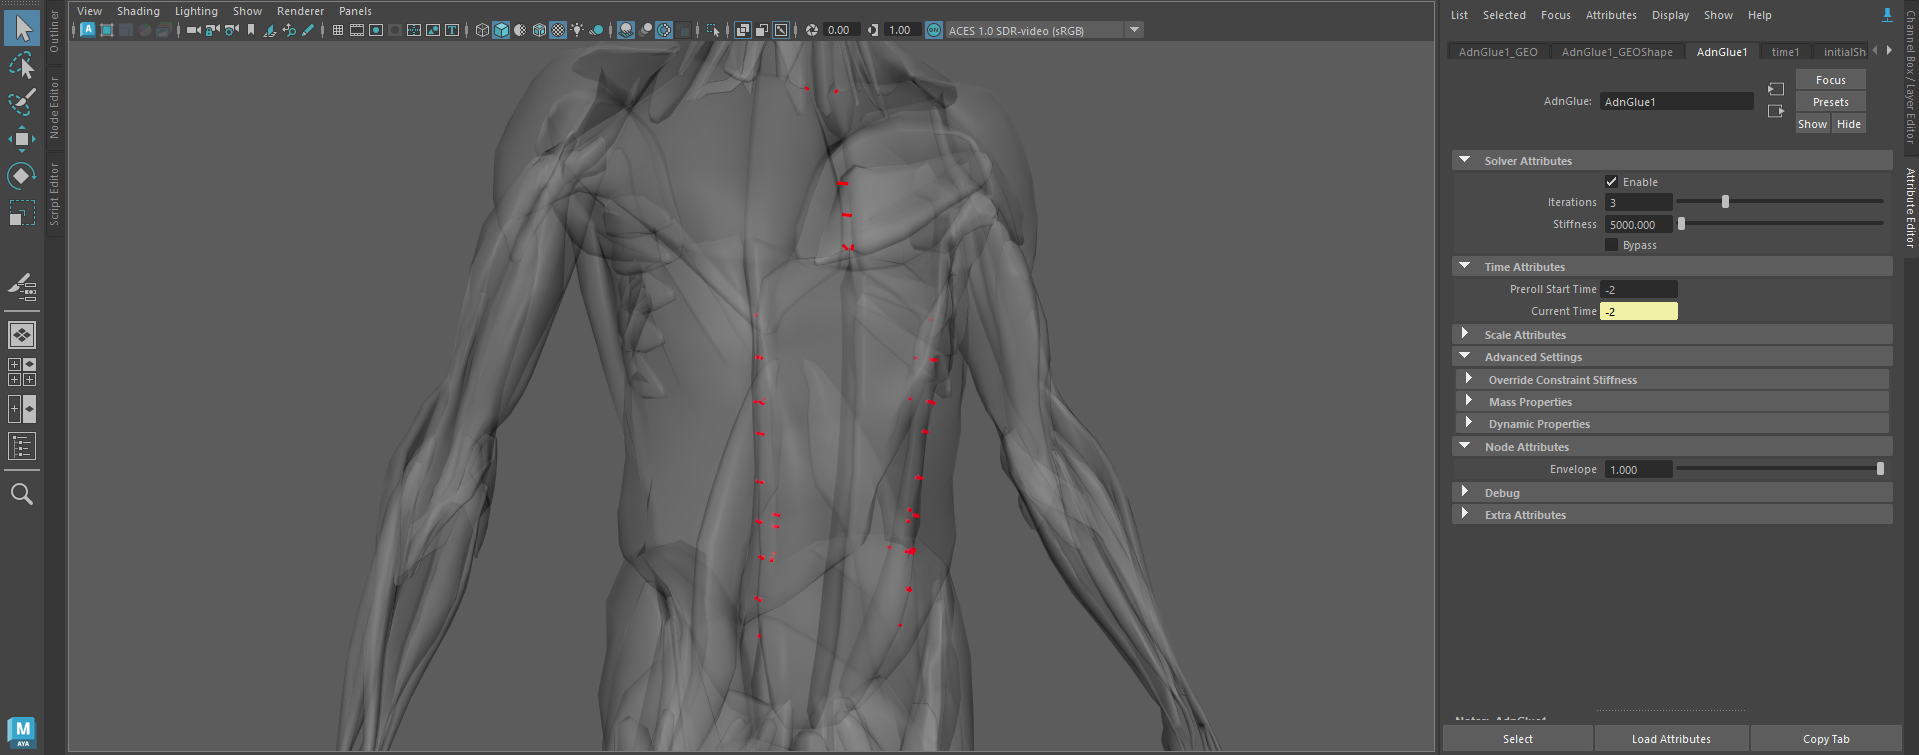 View Shading Lighting Show Renderer Panels
A
T
0.00
1.00
ON
ACES 1.0 SDR-video (sRGB)
Outliner
Node Editor
Script Editor
M
AYA
List Selected Focus Attributes Display Show Help
AdnGlue1_GEO AdnGlue1_GEOShape AdnGlue1 time1 initialSh
AdnGlue: AdnGlue1
Focus
Presets
Show Hide
Solver Attributes
Enable
Iterations 3
Stiffness 5000.000
Bypass
Time Attributes
Preroll Start Time -2
Current Time -2
Scale Attributes
Advanced Settings
Override Constraint Stiffness
Mass Properties
Dynamic Properties
Node Attributes
Envelope 1.000
Debug
Extra Attributes
Notes: AdnGlue1
Select Load Attributes Copy Tab
Channel Box / Layer Editor
Attribute Editor